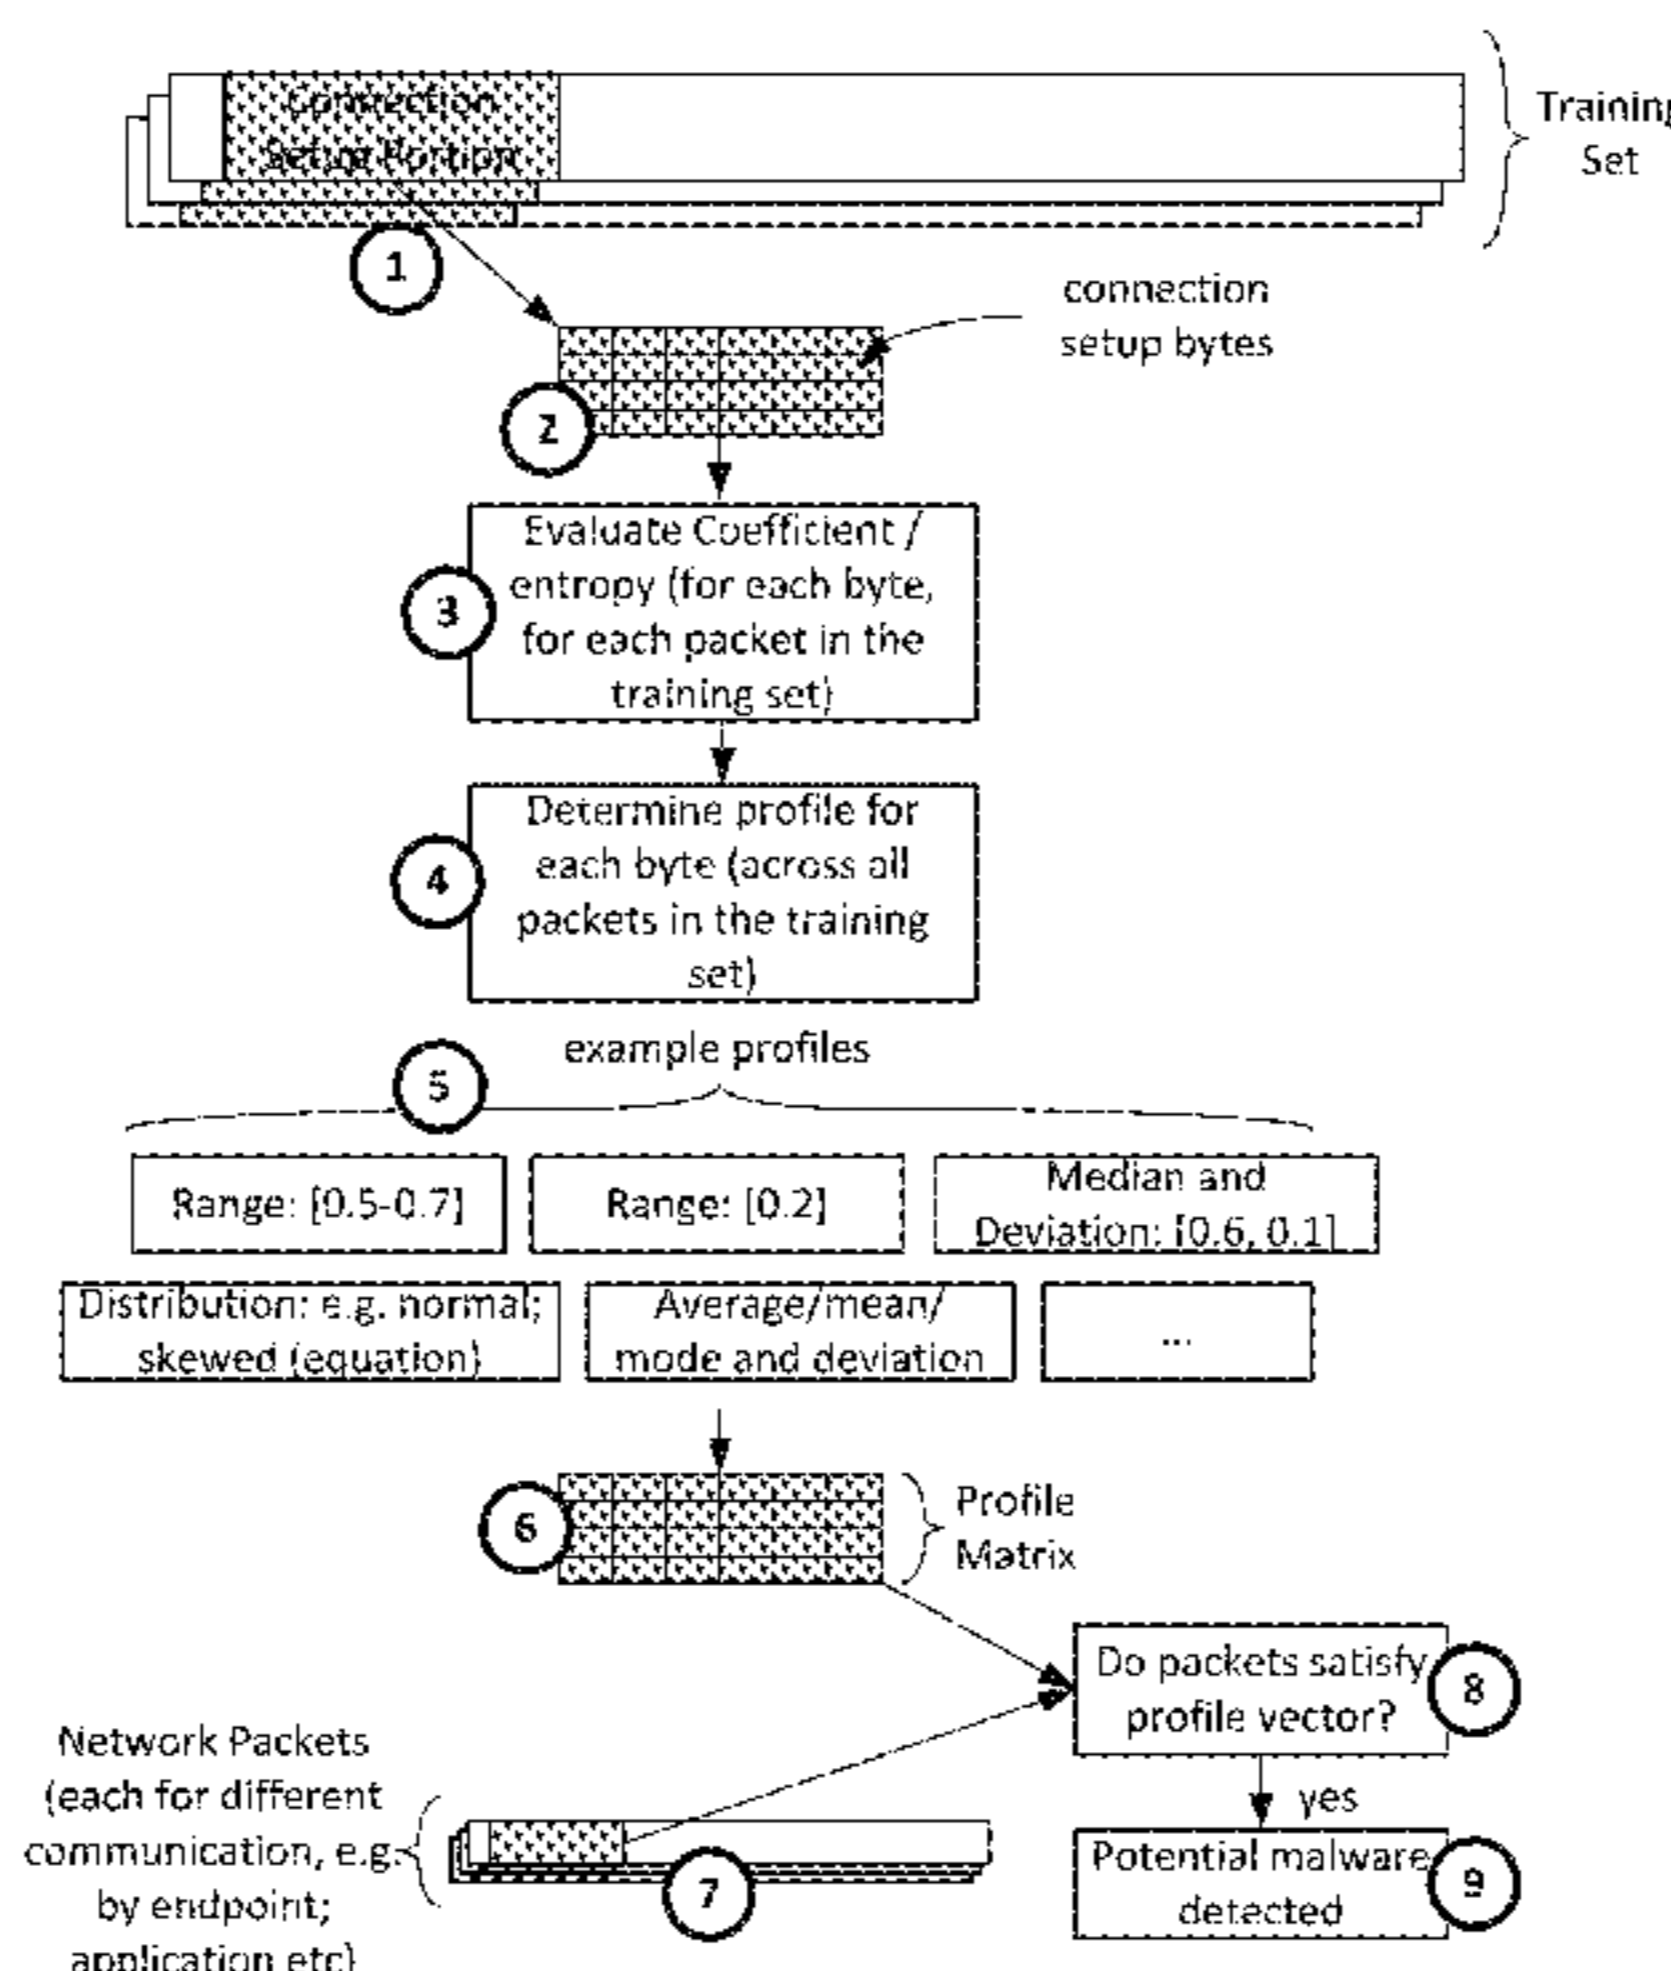 Connection
Setup Portion
Training
Set
1
connection
setup bytes
2
Evaluate Coefficient /
entropy (for each byte,
for each packet in the
training set)
3
Determine profile for
each byte (across all
packets in the training
set)
4
example profiles
5
Range: [0.5-0.7]
Range: [0.2]
Median and
Deviation: [0.6, 0.1]
Distribution: e.g. normal;
skewed (equation)
Average/mean/
mode and deviation
...
6
Profile
Matrix
Do packets satisfy
profile vector?
8
Network Packets
(each for different
communication, e.g.
by endpoint;
application etc)
7
yes
Potential malware
detected
9